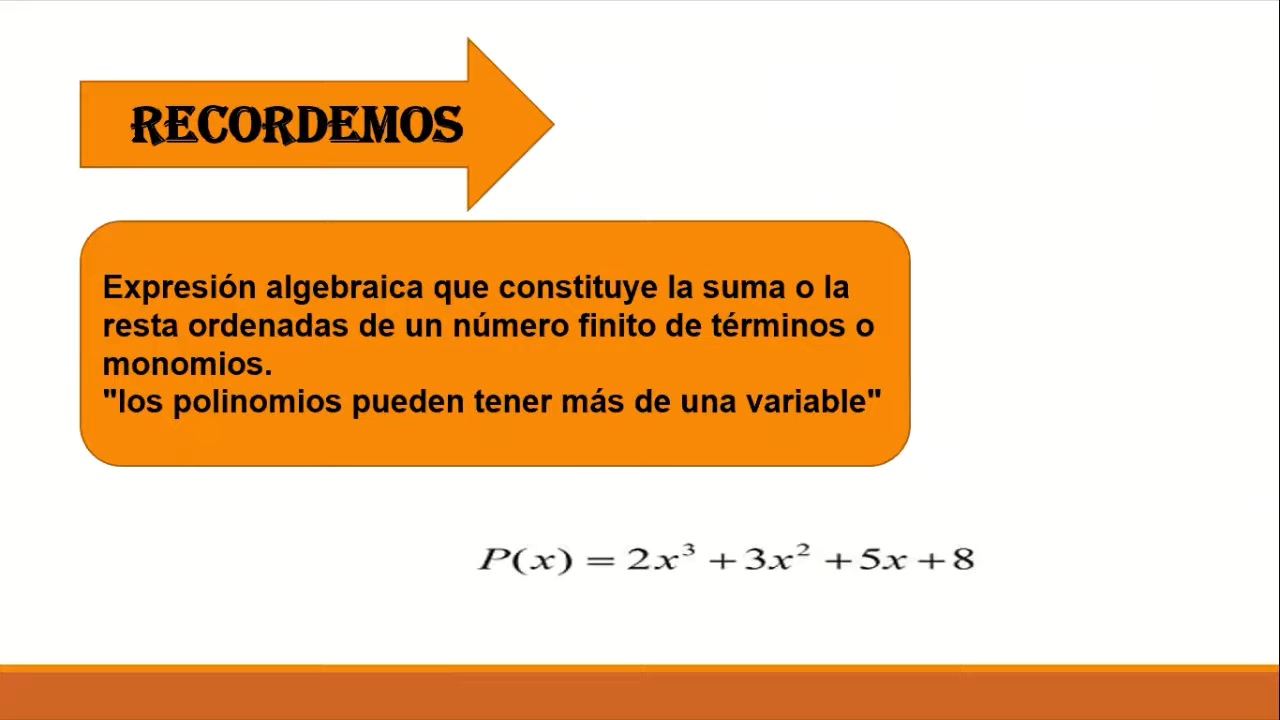 RECORDEMOS
Expresión algebraica que constituye la suma o la
resta ordenadas de un número finito de términos o
monomios.
"los polinomios pueden tener más de una variable"
P(x) = 2x³ + 3x² + 5x + 8